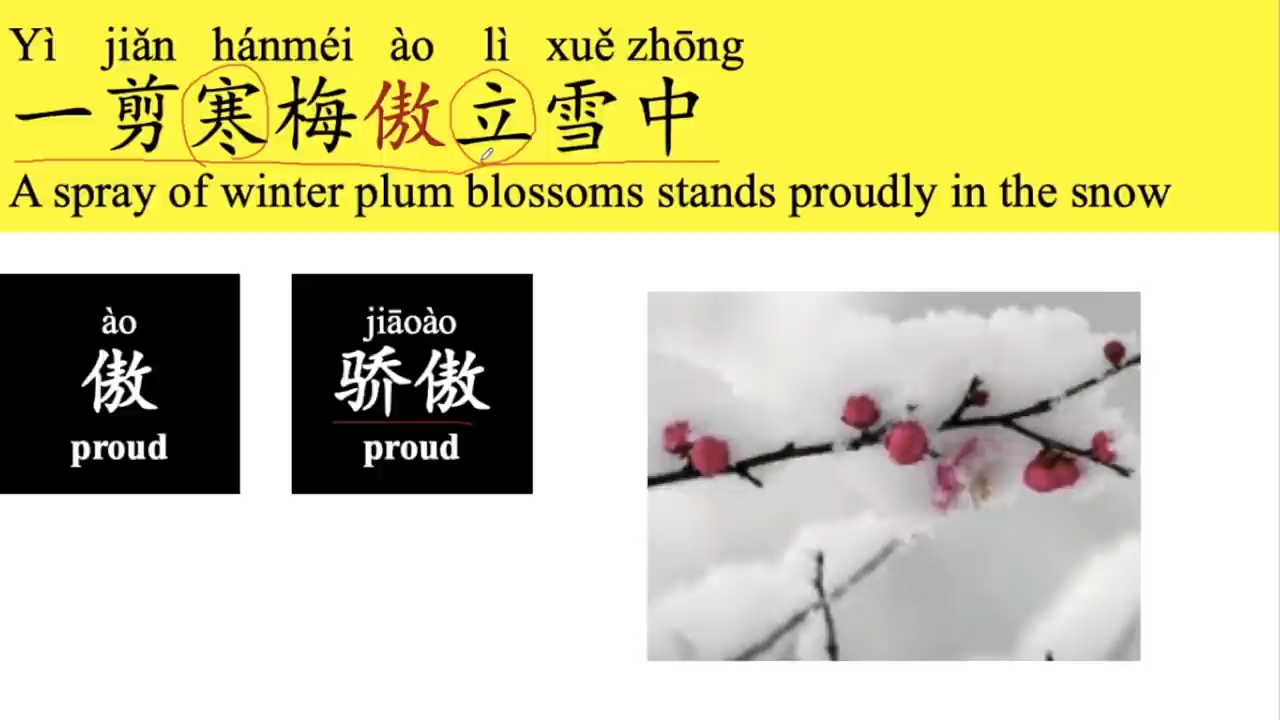 Yì jiǎn hánméi ào lì xuě zhōng
一剪寒梅傲立雪中
A spray of winter plum blossoms stands proudly in the snow
ào
傲
proud
jiāoào
骄傲
proud